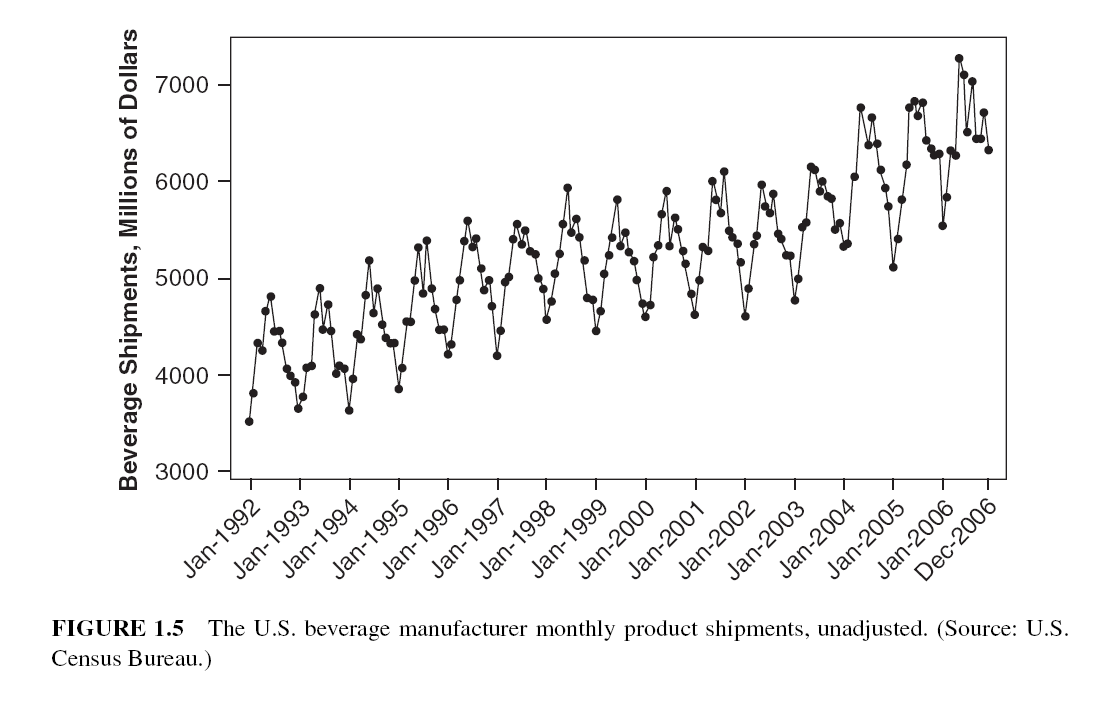 Beverage Shipments, Millions of Dollars
7000
6000
5000
4000
3000
Jan-1992
Jan-1993
Jan-1994
Jan-1995
Jan-1996
Jan-1997
Jan-1998
Jan-1999
Jan-2000
Jan-2001
Jan-2002
Jan-2003
Jan-2004
Jan-2005
Jan-2006
Dec-2006
FIGURE 1.5 The U.S. beverage manufacturer monthly product shipments, unadjusted. (Source: U.S.
Census Bureau.)